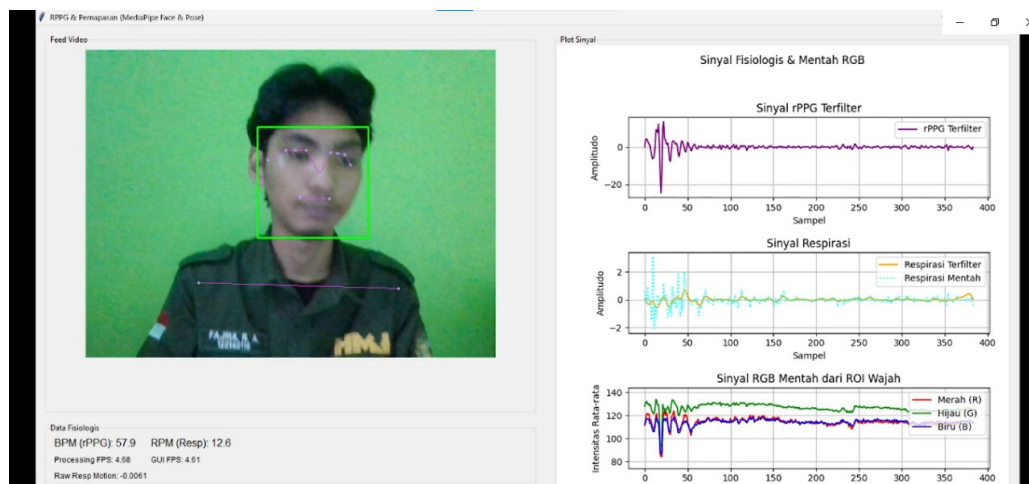 RPPG & Pernapasan (MediaPipe Face & Pose)
Feed Video
FAJRUL R. A.
HMJ
Data Fisiologis
BPM (rPPG): 57.9 RPM (Resp): 12.6
Processing FPS: 4.68 GUI FPS: 4.61
Raw Resp Motion: -0.0061
Plot Sinyal
Sinyal Fisiologis & Mentah RGB
Sinyal rPPG Terfilter
rPPG Terfilter
Amplitudo
0
−20
0 50 100 150 200 250 300 350 400
Sampel
Sinyal Respirasi
Respirasi Terfilter
Respirasi Mentah
Amplitudo
2
0
−2
0 50 100 150 200 250 300 350 400
Sampel
Sinyal RGB Mentah dari ROI Wajah
Merah (R)
Hijau (G)
Biru (B)
Intensitas Rata-rata
140
120
100
80
0 50 100 150 200 250 300 350 400